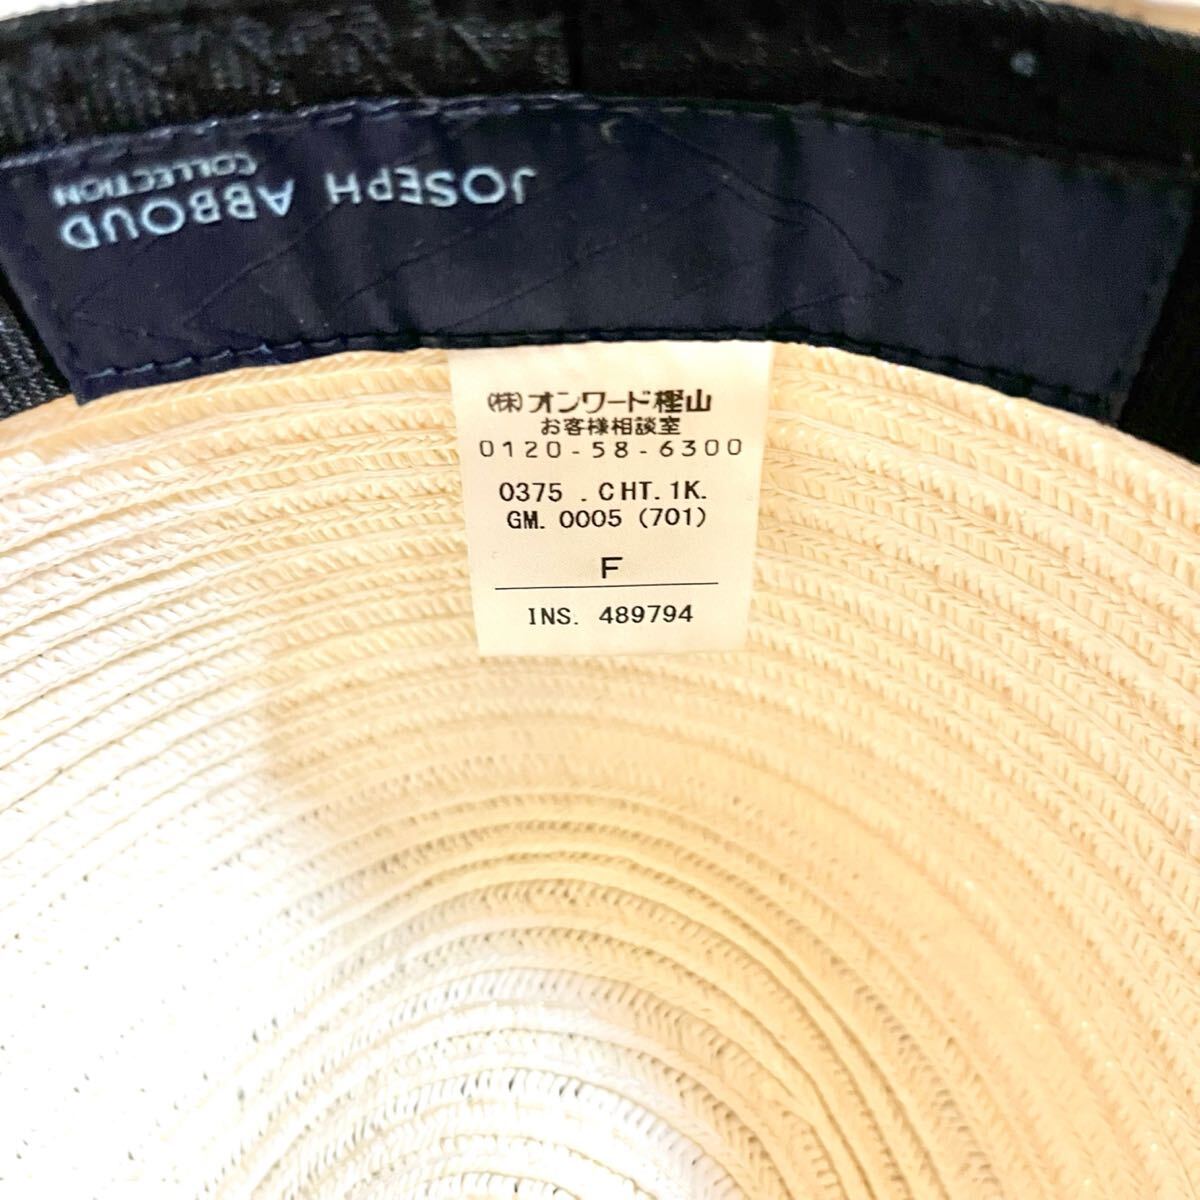 JOSEPH ABBOUD
COLLECTION
(株)オンワード樫山
お客様相談室
0120-58-6300
0375 . CHT. 1K.
GM. 0005 (701)
F
INS. 489794